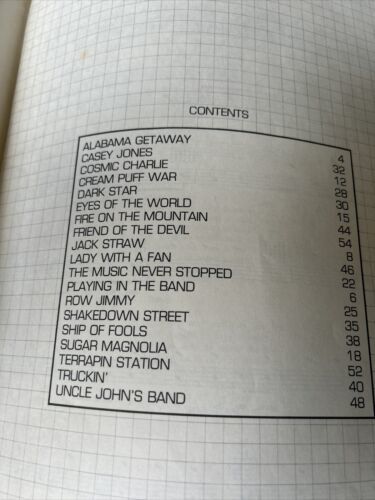 CONTENTS
ALABAMA GETAWAY 4
CASEY JONES 32
COSMIC CHARLIE 12
CREAM PUFF WAR 28
DARK STAR 30
EYES OF THE WORLD 15
FIRE ON THE MOUNTAIN 44
FRIEND OF THE DEVIL 54
JACK STRAW 8
LADY WITH A FAN 46
THE MUSIC NEVER STOPPED 22
PLAYING IN THE BAND 6
ROW JIMMY 25
SHAKEDOWN STREET 35
SHIP OF FOOLS 38
SUGAR MAGNOLIA 18
TERRAPIN STATION 52
TRUCKIN' 40
UNCLE JOHN'S BAND 48